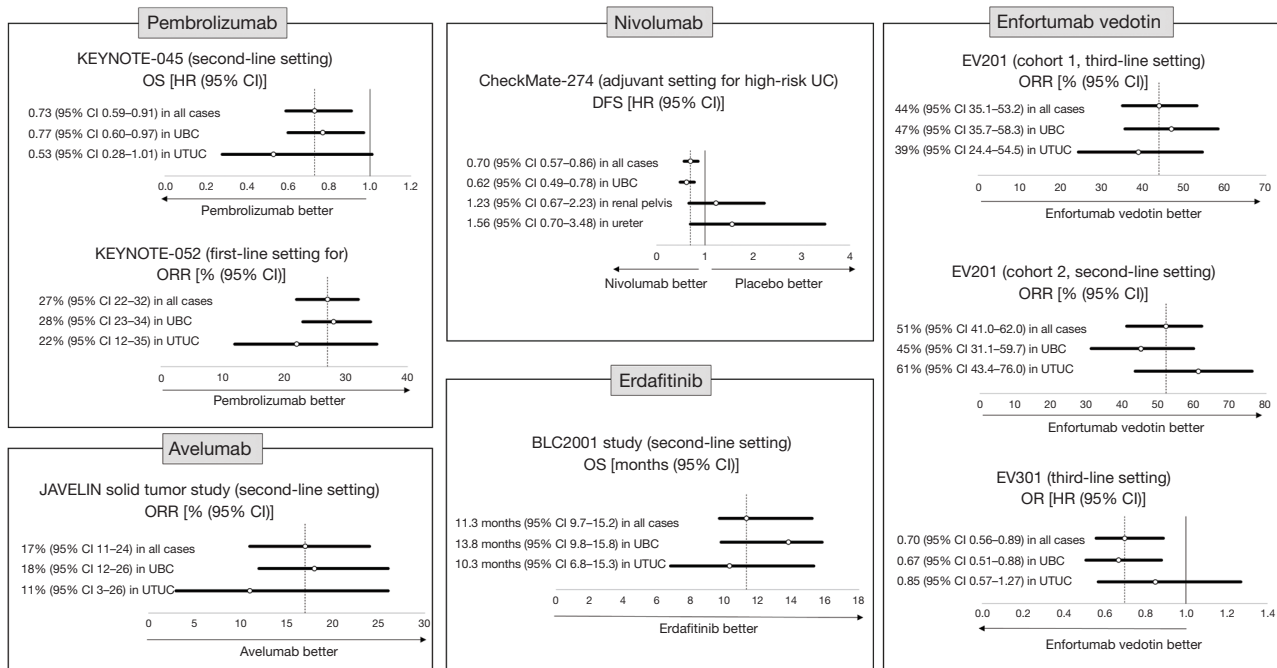 Pembrolizumab
KEYNOTE-045 (second-line setting)
OS [HR (95% CI)]
0.73 (95% CI 0.59–0.91) in all cases
0.77 (95% CI 0.60–0.97) in UBC
0.53 (95% CI 0.28–1.01) in UTUC
0.0 0.2 0.4 0.6 0.8 1.0 1.2
Pembrolizumab better
KEYNOTE-052 (first-line setting for)
ORR [% (95% CI)]
27% (95% CI 22–32) in all cases
28% (95% CI 23–34) in UBC
22% (95% CI 12–35) in UTUC
0 10 20 30 40
Pembrolizumab better
Avelumab
JAVELIN solid tumor study (second-line setting)
ORR [% (95% CI)]
17% (95% CI 11–24) in all cases
18% (95% CI 12–26) in UBC
11% (95% CI 3–26) in UTUC
0 5 10 15 20 25 30
Avelumab better
Nivolumab
CheckMate-274 (adjuvant setting for high-risk UC)
DFS [HR (95% CI)]
0.70 (95% CI 0.57–0.86) in all cases
0.62 (95% CI 0.49–0.78) in UBC
1.23 (95% CI 0.67–2.23) in renal pelvis
1.56 (95% CI 0.70–3.48) in ureter
0 1 2 3 4
Nivolumab better Placebo better
Erdafitinib
BLC2001 study (second-line setting)
OS [months (95% CI)]
11.3 months (95% CI 9.7–15.2) in all cases
13.8 months (95% CI 9.8–15.8) in UBC
10.3 months (95% CI 6.8–15.3) in UTUC
0 2 4 6 8 10 12 14 16 18
Erdafitinib better
Enfortumab vedotin
EV201 (cohort 1, third-line setting)
ORR [% (95% CI)]
44% (95% CI 35.1–53.2) in all cases
47% (95% CI 35.7–58.3) in UBC
39% (95% CI 24.4–54.5) in UTUC
0 10 20 30 40 50 60 70
Enfortumab vedotin better
EV201 (cohort 2, second-line setting)
ORR [% (95% CI)]
51% (95% CI 41.0–62.0) in all cases
45% (95% CI 31.1–59.7) in UBC
61% (95% CI 43.4–76.0) in UTUC
0 10 20 30 40 50 60 70 80
Enfortumab vedotin better
EV301 (third-line setting)
OR [HR (95% CI)]
0.70 (95% CI 0.56–0.89) in all cases
0.67 (95% CI 0.51–0.88) in UBC
0.85 (95% CI 0.57–1.27) in UTUC
0.0 0.2 0.4 0.6 0.8 1.0 1.2 1.4
Enfortumab vedotin better